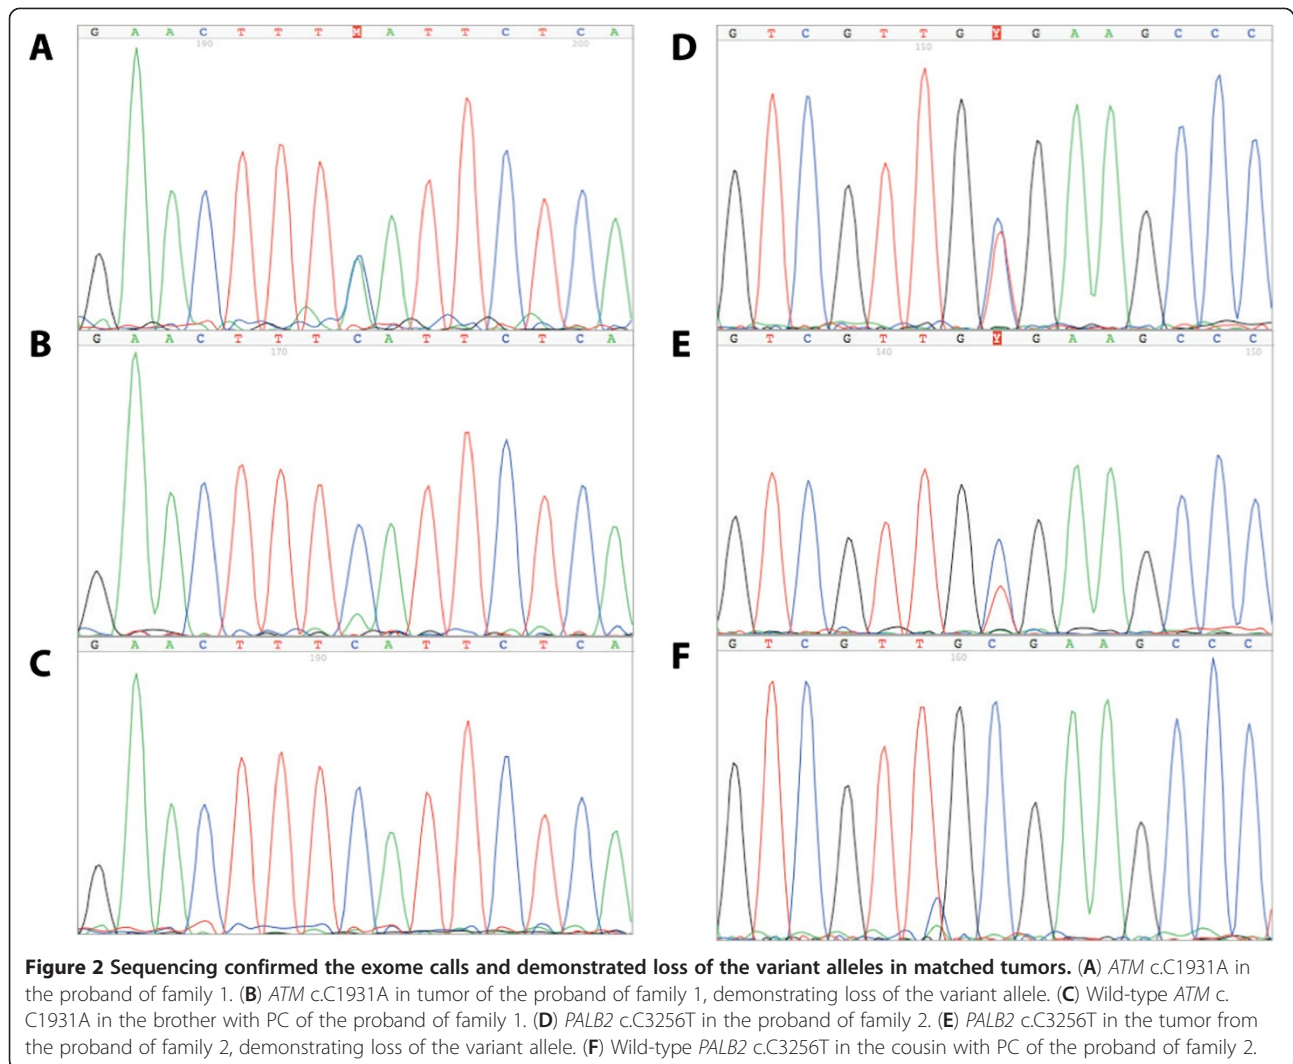 A
G A A C T T T M A T T C T C A
190 200
B
G A A C T T T C A T T C T C A
170
C
G A A C T T T C A T T C T C A
190
D
G T C G T T G Y G A A G C C C
150
E
G T C G T T G Y G A A G C C C
140 150
F
G T C G T T G C G A A G C C C
160
Figure 2 Sequencing confirmed the exome calls and demonstrated loss of the variant alleles in matched tumors. (A) ATM c.C1931A in
the proband of family 1. (B) ATM c.C1931A in tumor of the proband of family 1, demonstrating loss of the variant allele. (C) Wild-type ATM c.
C1931A in the brother with PC of the proband of family 1. (D) PALB2 c.C3256T in the proband of family 2. (E) PALB2 c.C3256T in the tumor from
the proband of family 2, demonstrating loss of the variant allele. (F) Wild-type PALB2 c.C3256T in the cousin with PC of the proband of family 2.